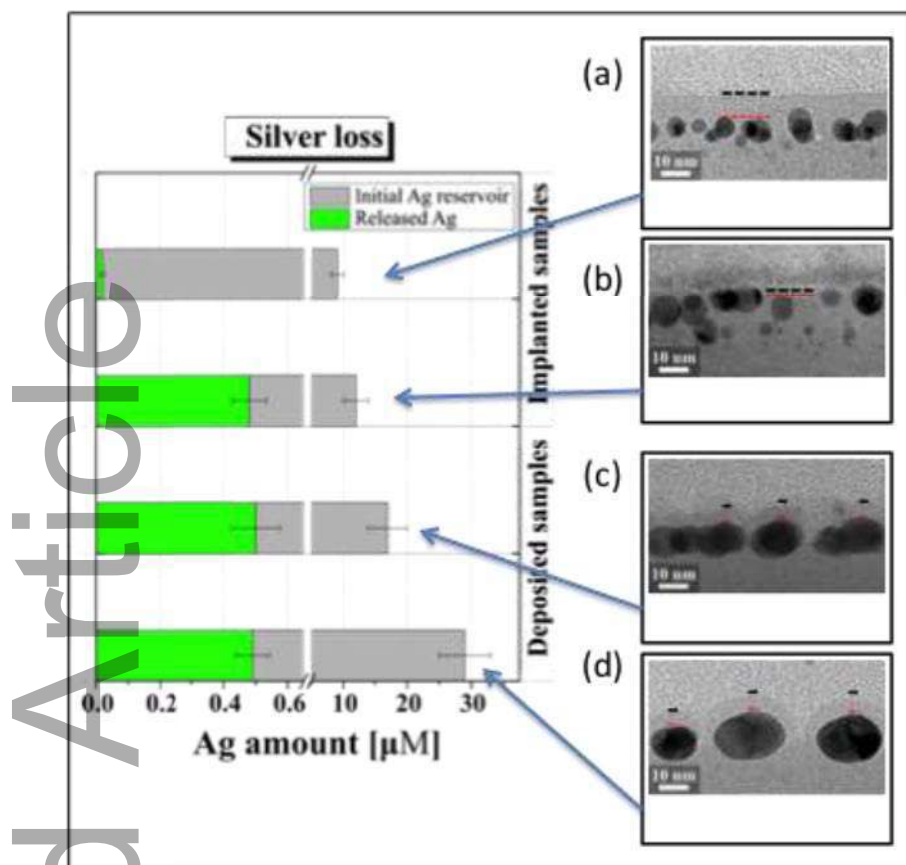 (a)
10 nm
Silver loss
Initial Ag reservoir
Released Ag
Implanted samples
(b)
10 nm
(c)
10 nm
Deposited samples
(d)
10 nm
0.0 0.2 0.4 0.6 10 30
Ag amount [µM]
d Article